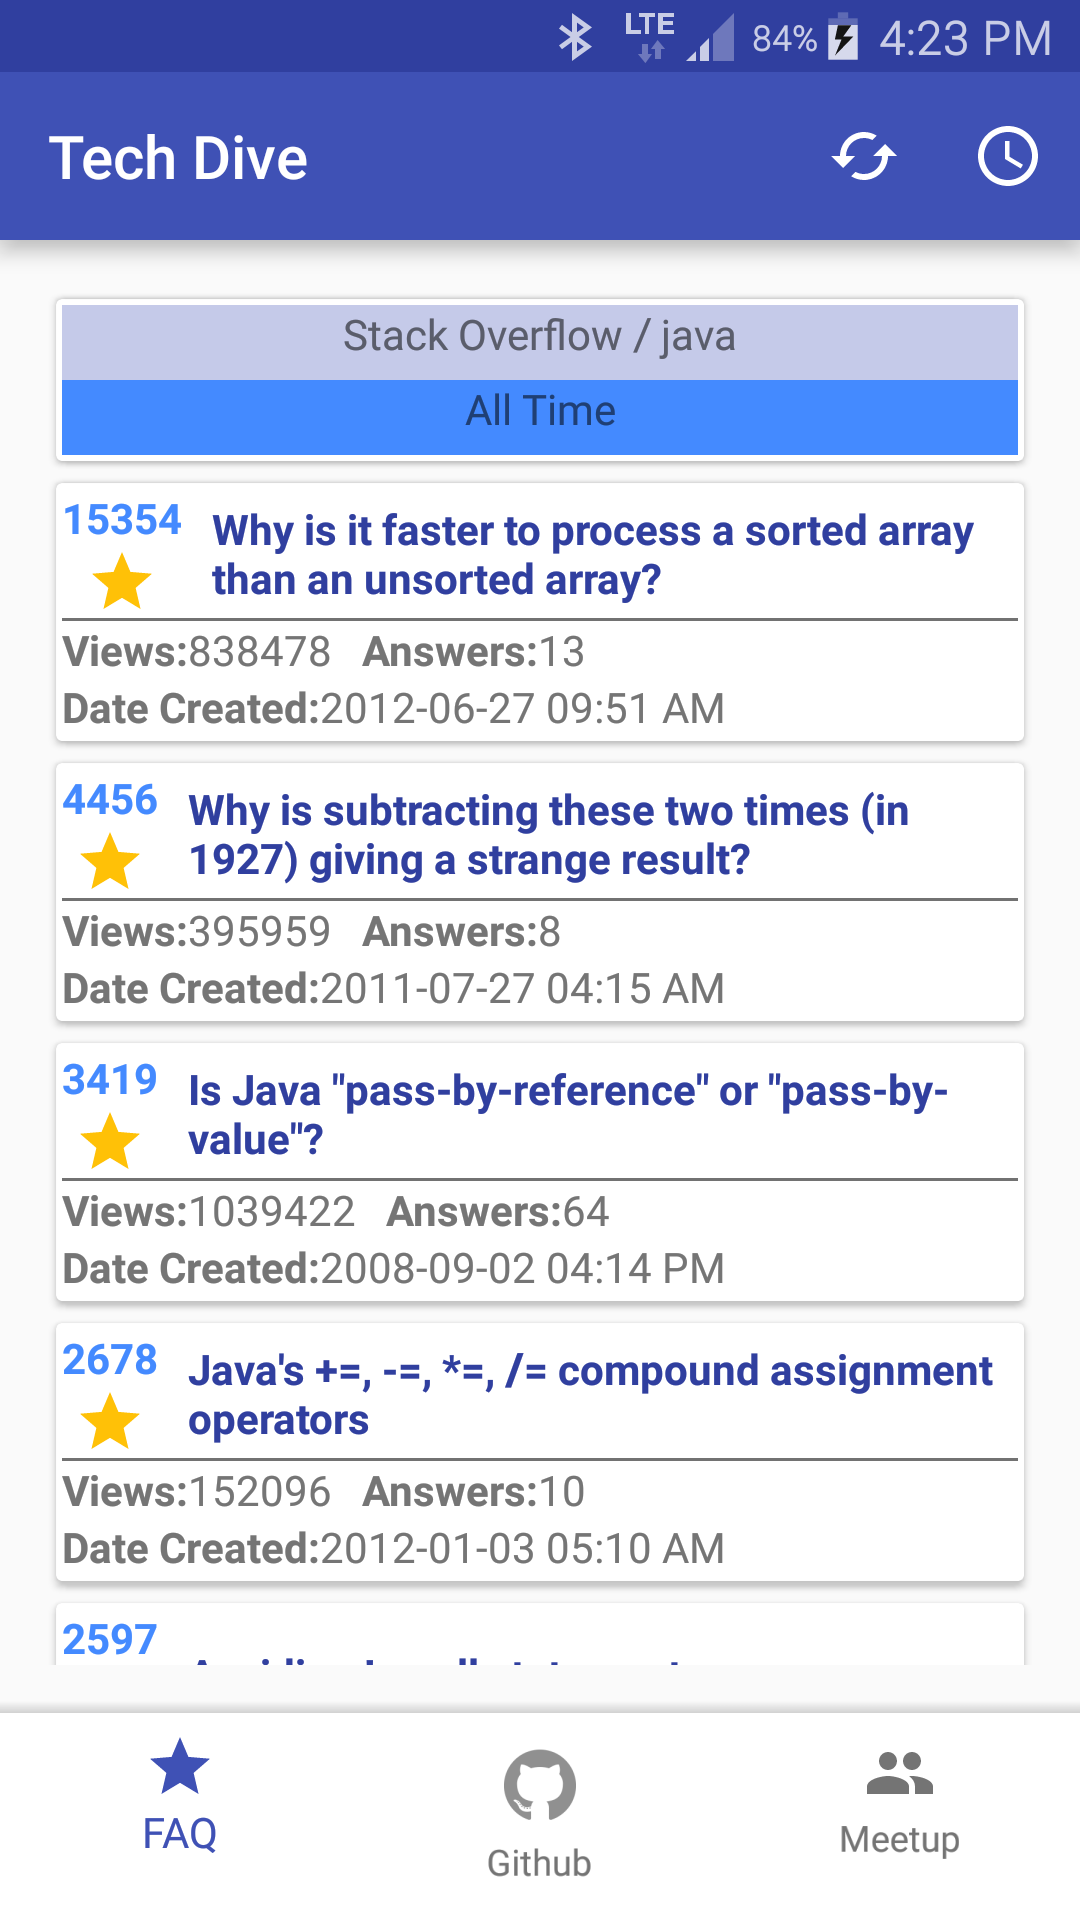 LTE 84% 4:23 PM
Tech Dive
Stack Overflow / java
All Time
15354
Why is it faster to process a sorted array
than an unsorted array?
Views:838478 Answers:13
Date Created:2012-06-27 09:51 AM
4456
Why is subtracting these two times (in
1927) giving a strange result?
Views:395959 Answers:8
Date Created:2011-07-27 04:15 AM
3419
Is Java "pass-by-reference" or "pass-by-
value"?
Views:1039422 Answers:64
Date Created:2008-09-02 04:14 PM
2678
Java's +=, -=, *=, /= compound assignment
operators
Views:152096 Answers:10
Date Created:2012-01-03 05:10 AM
2597
FAQ
Github
Meetup